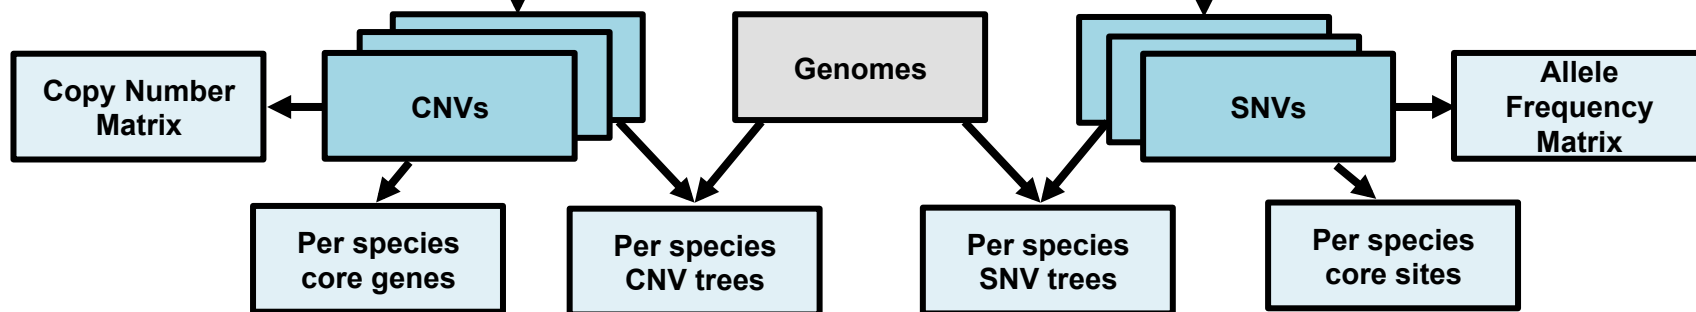 Copy Number
Matrix
CNVs
Genomes
SNVs
Allele
Frequency
Matrix
Per species
core genes
Per species
CNV trees
Per species
SNV trees
Per species
core sites